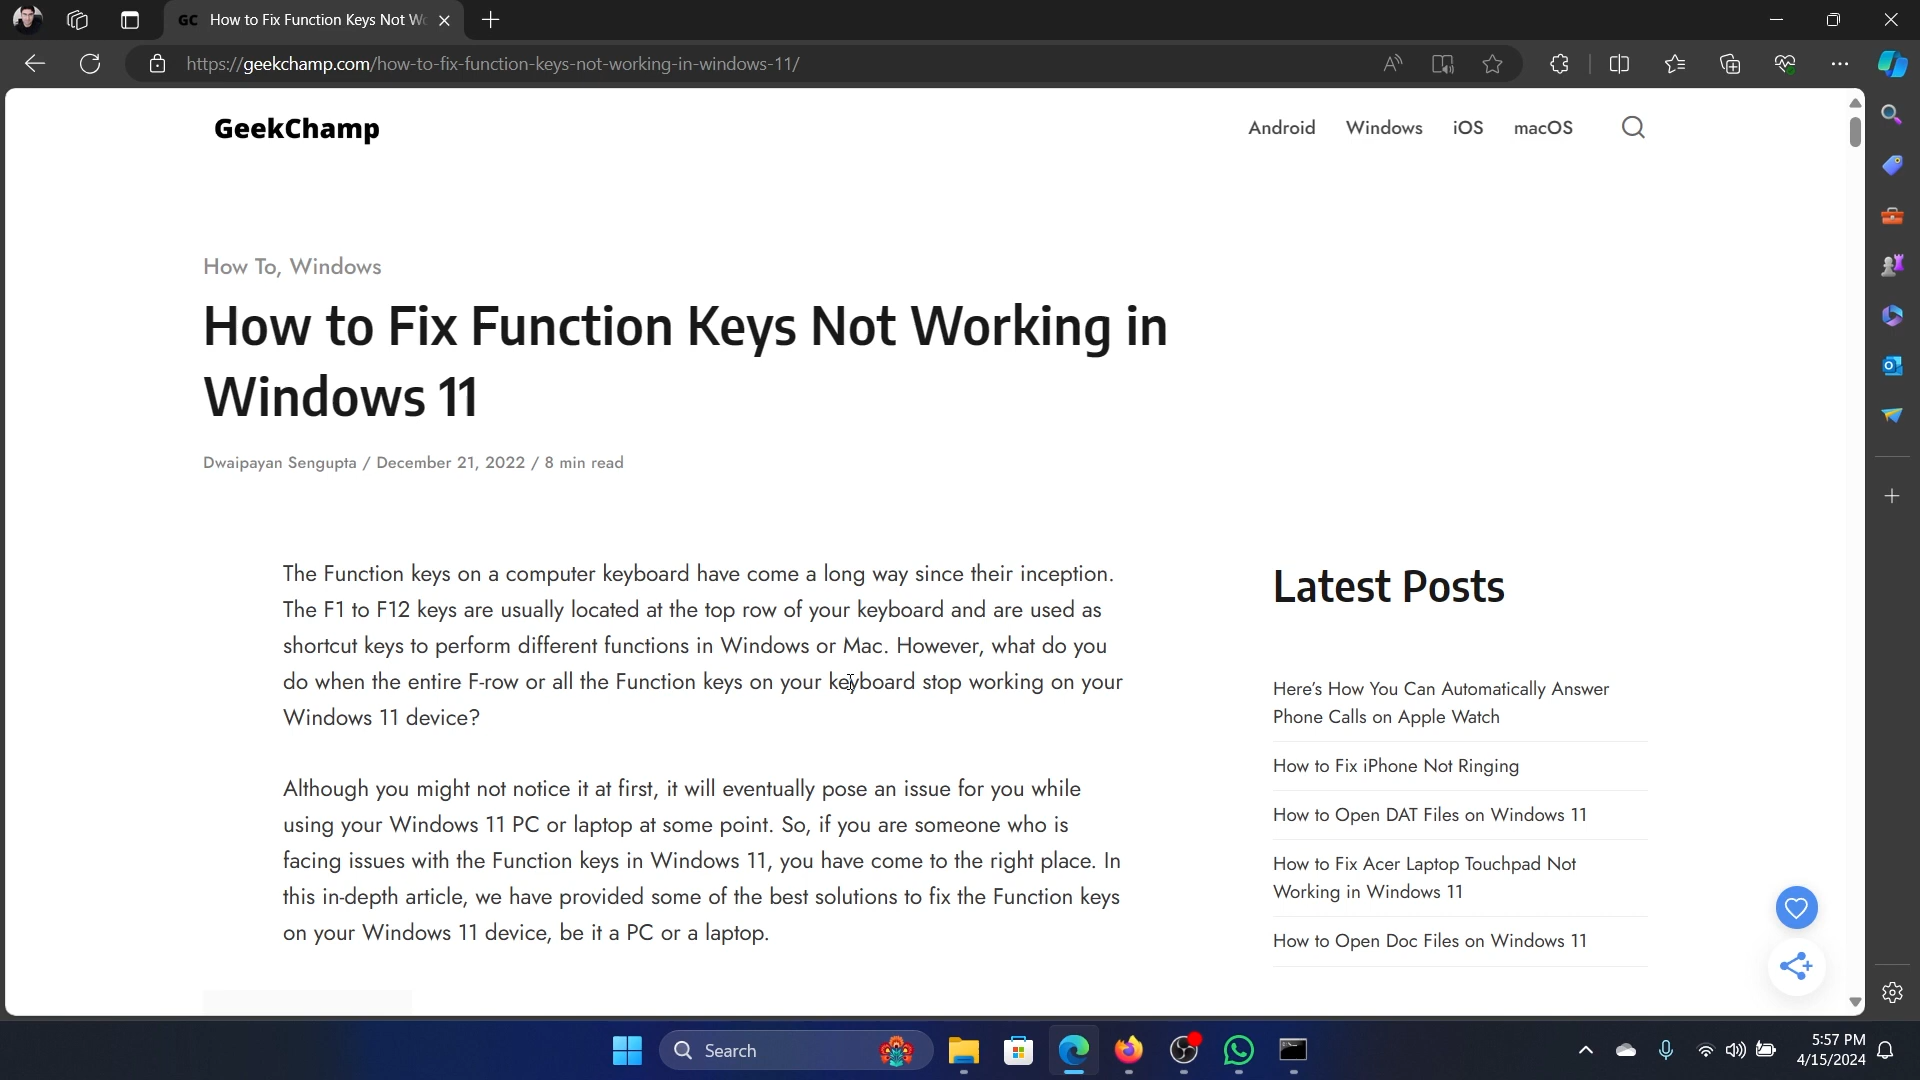 GC How to Fix Function Keys Not Wo
https://geekchamp.com/how-to-fix-function-keys-not-working-in-windows-11/
GeekChamp
Android Windows iOS macOS
How To, Windows
How to Fix Function Keys Not Working in
Windows 11
Dwaipayan Sengupta / December 21, 2022 / 8 min read
The Function keys on a computer keyboard have come a long way since their inception.
The F1 to F12 keys are usually located at the top row of your keyboard and are used as
shortcut keys to perform different functions in Windows or Mac. However, what do you
do when the entire F-row or all the Function keys on your keyboard stop working on your
Windows 11 device?
Although you might not notice it at first, it will eventually pose an issue for you while
using your Windows 11 PC or laptop at some point. So, if you are someone who is
facing issues with the Function keys in Windows 11, you have come to the right place. In
this in-depth article, we have provided some of the best solutions to fix the Function keys
on your Windows 11 device, be it a PC or a laptop.
Latest Posts
Here's How You Can Automatically Answer
Phone Calls on Apple Watch
How to Fix iPhone Not Ringing
How to Open DAT Files on Windows 11
How to Fix Acer Laptop Touchpad Not
Working in Windows 11
How to Open Doc Files on Windows 11
Search
5:57 PM
4/15/2024